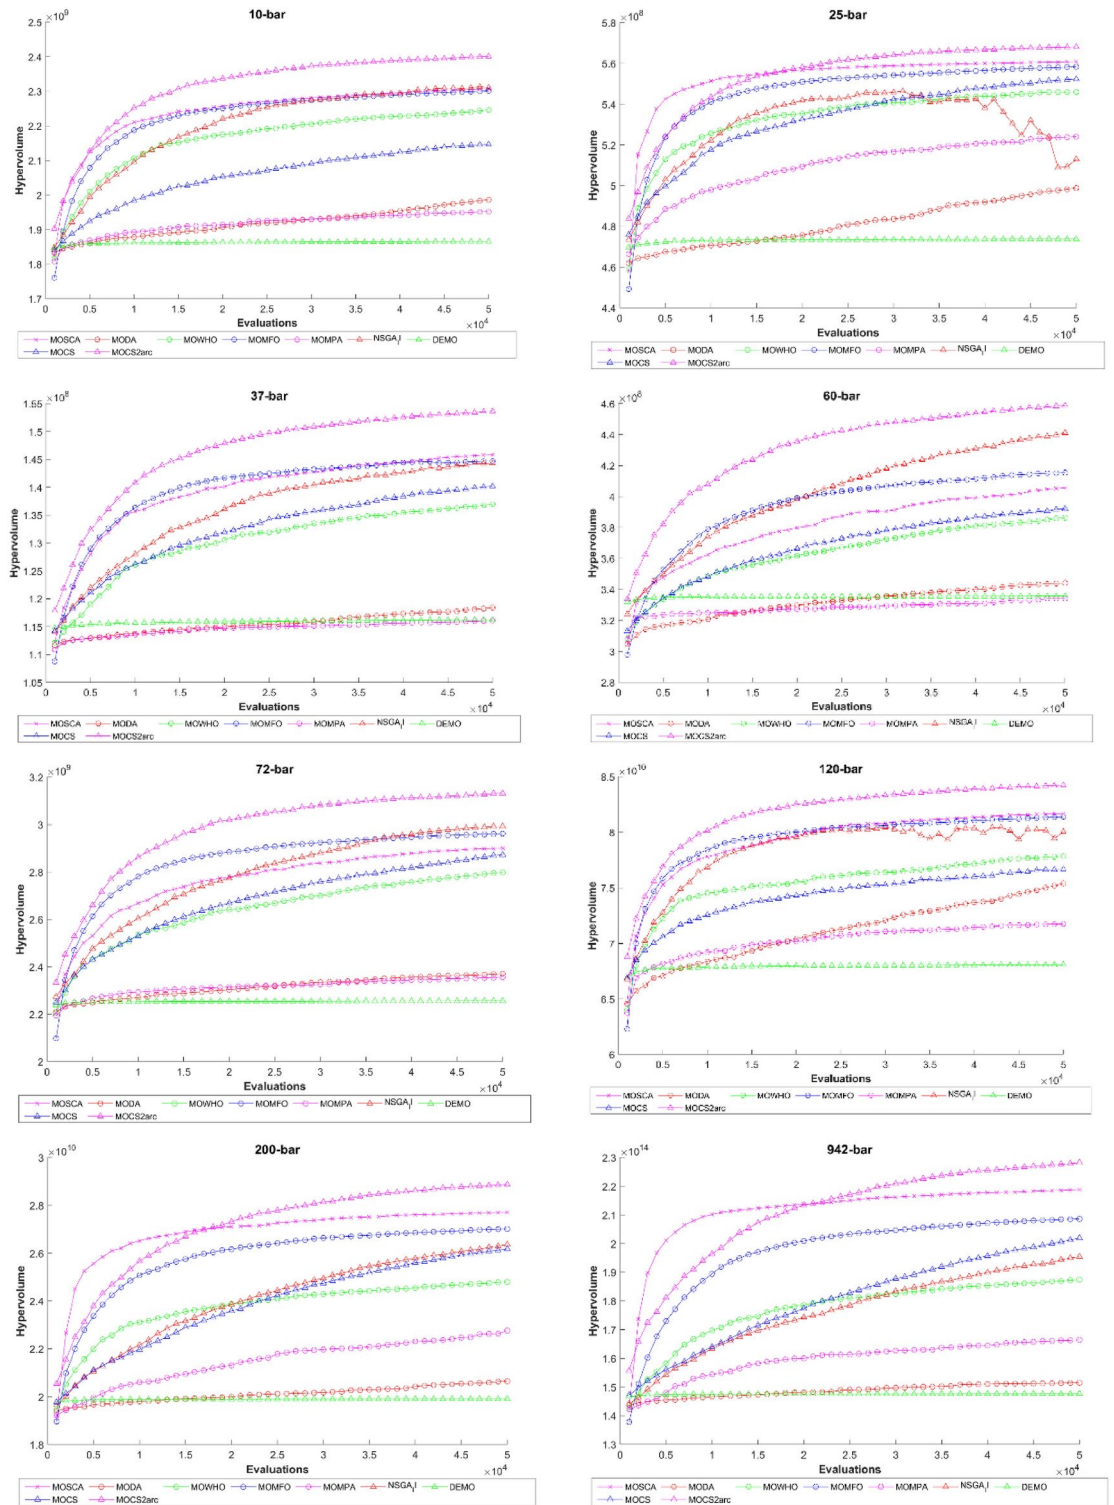 10-bar
×10⁹
Hypervolume
2.5
2.4
2.3
2.2
2.1
2
1.9
1.8
1.7
0 0.5 1 1.5 2 2.5 3 3.5 4 4.5 5
Evaluations ×10⁴
MOSCA MODA MOWHO MOMFO MOMPA NSGA_II DEMO
MOCS MOCS2arc
25-bar
×10⁸
Hypervolume
5.8
5.6
5.4
5.2
5
4.8
4.6
4.4
0 0.5 1 1.5 2 2.5 3 3.5 4 4.5 5
Evaluations ×10⁴
MOSCA MODA MOWHO MOMFO MOMPA NSGA_II DEMO
MOCS MOCS2arc
37-bar
×10⁸
Hypervolume
1.55
1.5
1.45
1.4
1.35
1.3
1.25
1.2
1.15
1.1
1.05
0 0.5 1 1.5 2 2.5 3 3.5 4 4.5 5
Evaluations ×10⁴
MOSCA MODA MOWHO MOMFO MOMPA NSGA_II DEMO
MOCS MOCS2arc
60-bar
Hypervolume
4.6
4.4
4.2
4
3.8
3.6
3.4
3.2
3
2.8
0 0.5 1 1.5 2 2.5 3 3.5 4 4.5 5
Evaluations ×10⁴
MOSCA MODA MOWHO MOMFO MOMPA NSGA_II DEMO
MOCS MOCS2arc
72-bar
×10⁹
Hypervolume
3.2
3
2.8
2.6
2.4
2.2
2
0 0.5 1 1.5 2 2.5 3 3.5 4 4.5 5
Evaluations ×10⁴
MOSCA MODA MOWHO MOMFO MOMPA NSGA_II DEMO
MOCS MOCS2arc
120-bar
×10¹⁰
Hypervolume
8.5
8
7.5
7
6.5
6
0 0.5 1 1.5 2 2.5 3 3.5 4 4.5 5
Evaluations ×10⁴
MOSCA MODA MOWHO MOMFO MOMPA NSGA_II DEMO
MOCS MOCS2arc
200-bar
×10¹⁰
Hypervolume
3
2.8
2.6
2.4
2.2
2
1.8
0 0.5 1 1.5 2 2.5 3 3.5 4 4.5 5
Evaluations ×10⁴
MOSCA MODA MOWHO MOMFO MOMPA NSGA_II DEMO
MOCS MOCS2arc
942-bar
×10¹⁴
Hypervolume
2.3
2.2
2.1
2
1.9
1.8
1.7
1.6
1.5
1.4
1.3
0 0.5 1 1.5 2 2.5 3 3.5 4 4.5 5
Evaluations ×10⁴
MOSCA MODA MOWHO MOMFO MOMPA NSGA_II DEMO
MOCS MOCS2arc